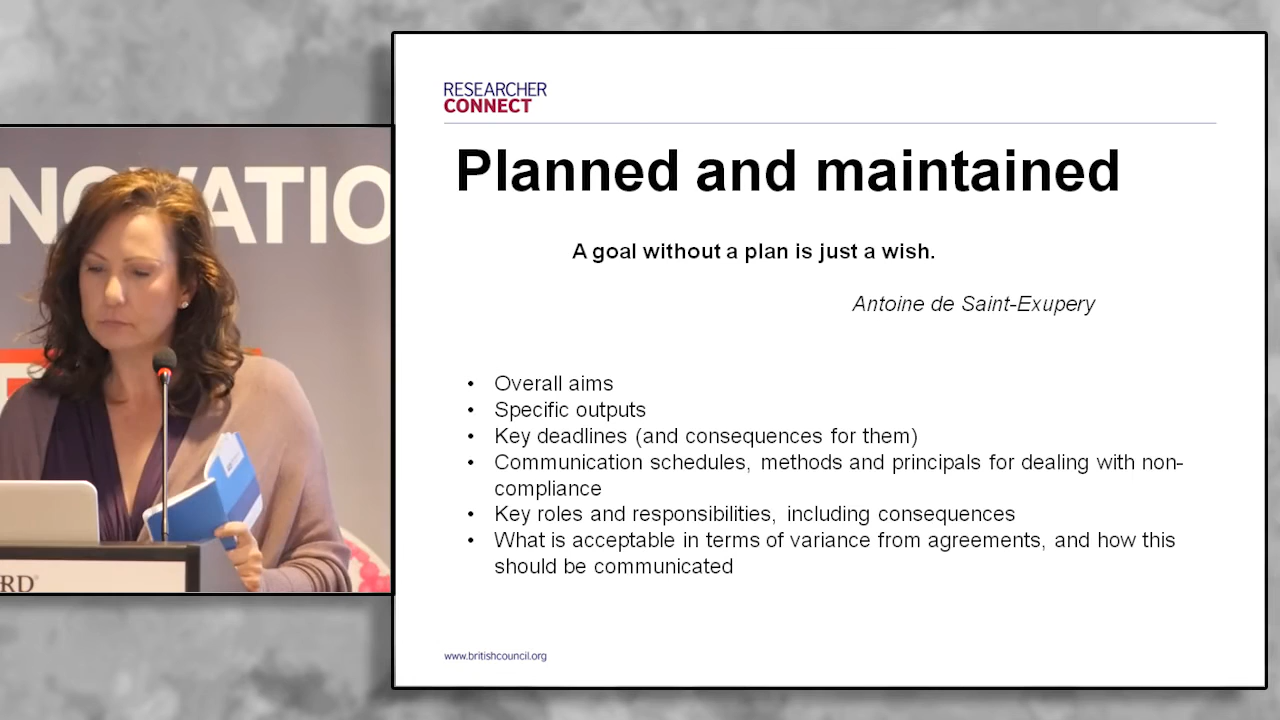 NOVATIO
RD®
RESEARCHER
CONNECT
Planned and maintained
A goal without a plan is just a wish.
Antoine de Saint-Exupery
• Overall aims
• Specific outputs
• Key deadlines (and consequences for them)
• Communication schedules, methods and principals for dealing with non-
compliance
• Key roles and responsibilities, including consequences
• What is acceptable in terms of variance from agreements, and how this
should be communicated
www.britishcouncil.org